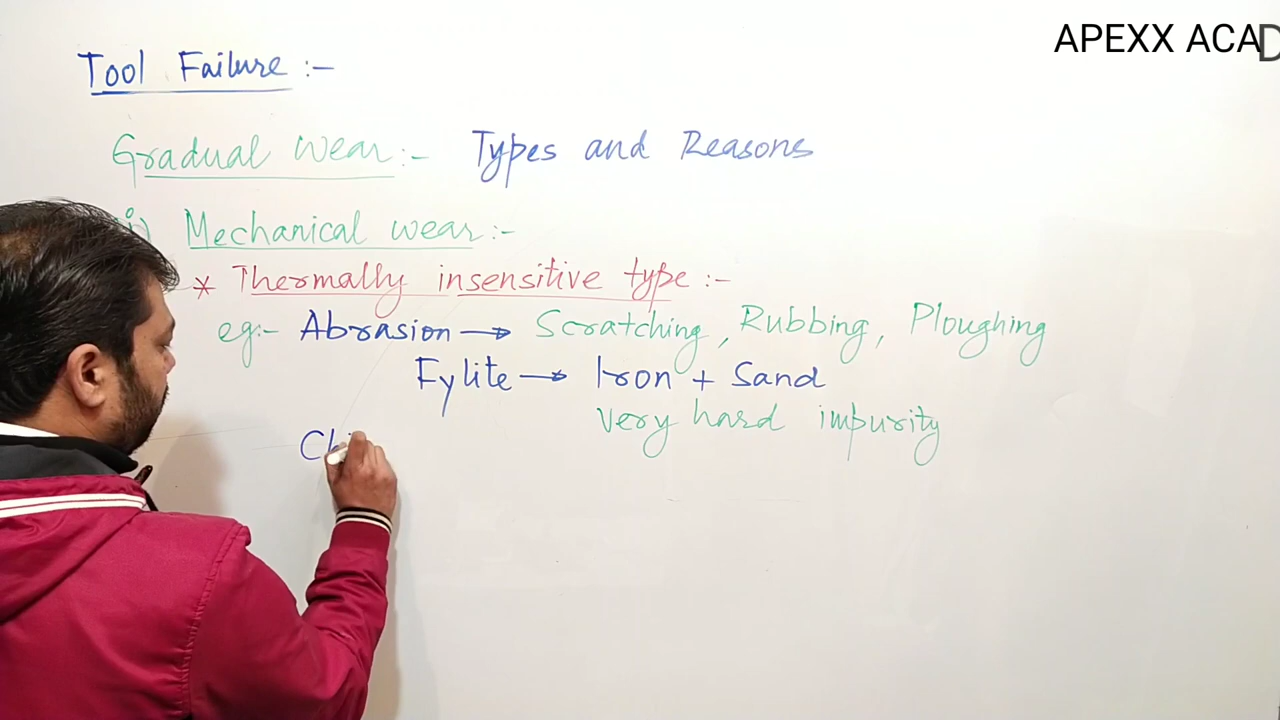 APEXX ACAD
Tool Failure :-
Gradual Wear :- Types and Reasons
i) Mechanical wear :-
* Thermally insensitive type :-
eg:- Abrasion → Scratching, Rubbing, Ploughing
Fylite → Iron + Sand
Very hard impurity
Ch